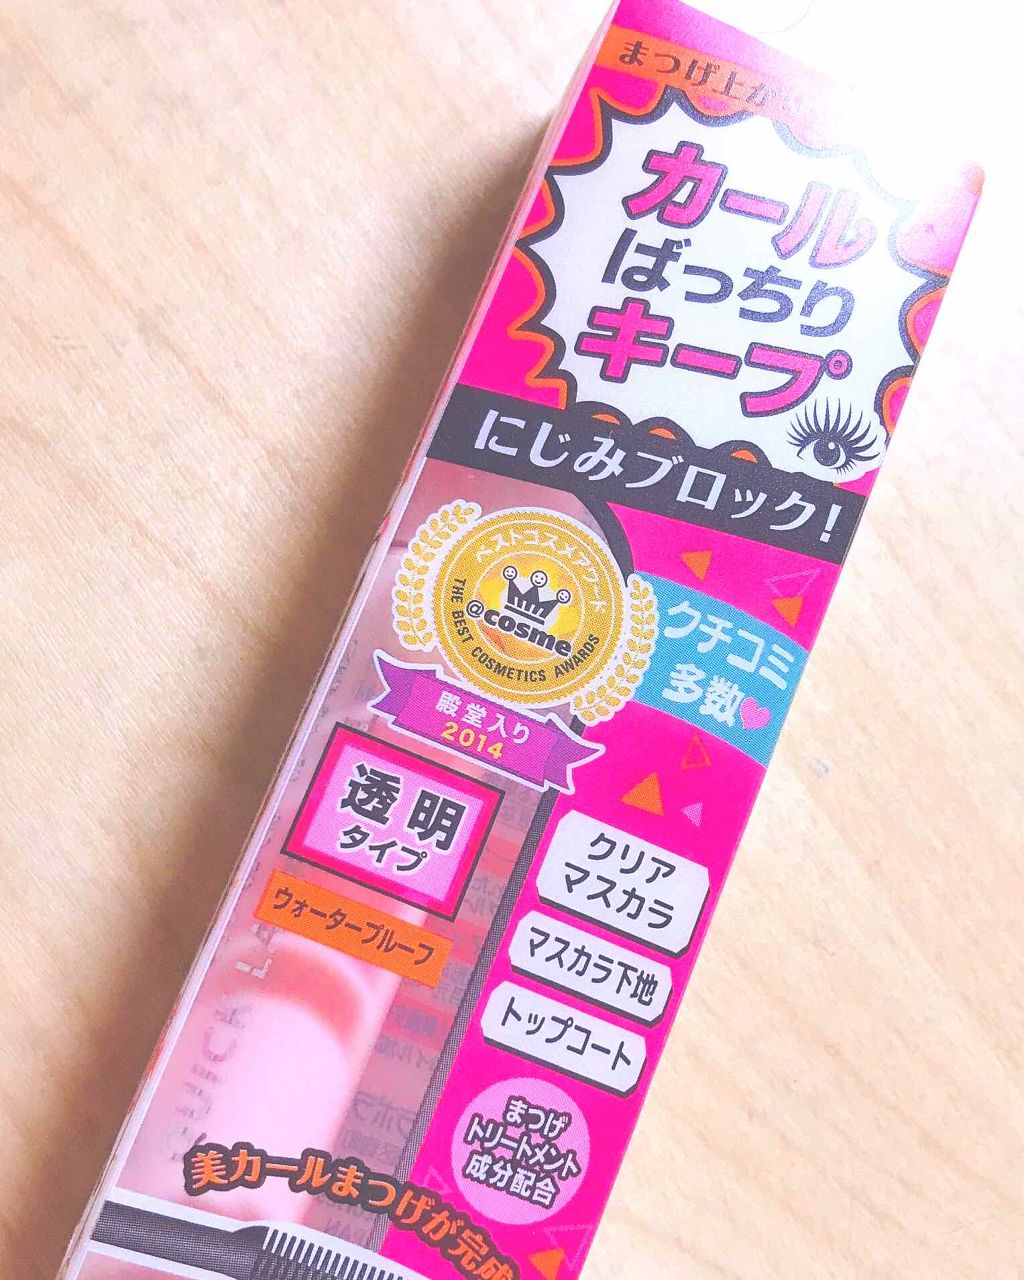 まつげ上がり
カール
ばっちり
キープ
にじみブロック!
ベストコスメアワード
@cosme
THE BEST COSMETICS AWARDS
殿堂入り
2014
クチコミ
多数
透明
タイプ
ウォータープルーフ
クリア
マスカラ
マスカラ下地
トップコート
まつげ
トリートメント
成分配合
美カールまつげが完成